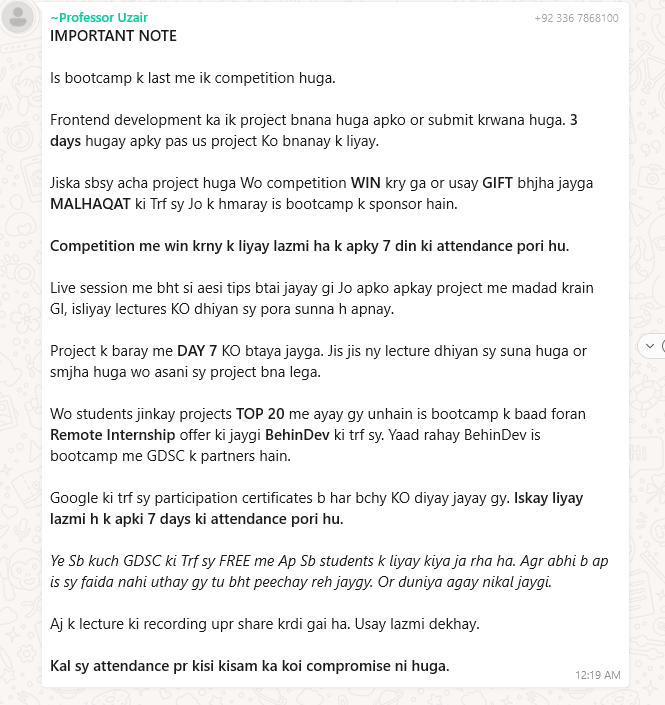 ~Professor Uzair
+92 336 7868100
IMPORTANT NOTE
Is bootcamp k last me ik competition huga.
Frontend development ka ik project bnana huga apko or submit krwana huga. 3
days hugay apky pas us project Ko bnanay k liyay.
Jiska sbsy acha project huga Wo competition WIN kry ga or usay GIFT bhjha jayga
MALHAQAT ki Trf sy Jo k hmaray is bootcamp k sponsor hain.
Competition me win krny k liyay lazmi ha k apky 7 din ki attendance pori hu.
Live session me bht si aesi tips btai jayay gi Jo apko apkay project me madad krain
GI, isliyay lectures KO dhiyan sy pora sunna h apnay.
Project k baray me DAY 7 KO btaya jayga. Jis jis ny lecture dhiyan sy suna huga or
smjha huga wo asani sy project bna lega.
Wo students jinkay projects TOP 20 me ayay gy unhain is bootcamp k baad foran
Remote Internship offer ki jaygi BehinDev ki trf sy. Yaad rahay BehinDev is
bootcamp me GDSC k partners hain.
Google ki trf sy participation certificates b har bchy KO diyay jayay gy. Iskay liyay
lazmi h k apki 7 days ki attendance pori hu.
Ye Sb kuch GDSC ki Trf sy FREE me Ap Sb students k liyay kiya ja rha ha. Agr abhi b ap
is sy faida nahi uthay gy tu bht peechay reh jaygy. Or duniya agay nikal jaygi.
Aj k lecture ki recording upr share krdi gai ha. Usay lazmi dekhay.
Kal sy attendance pr kisi kisam ka koi compromise ni huga.
12:19 AM